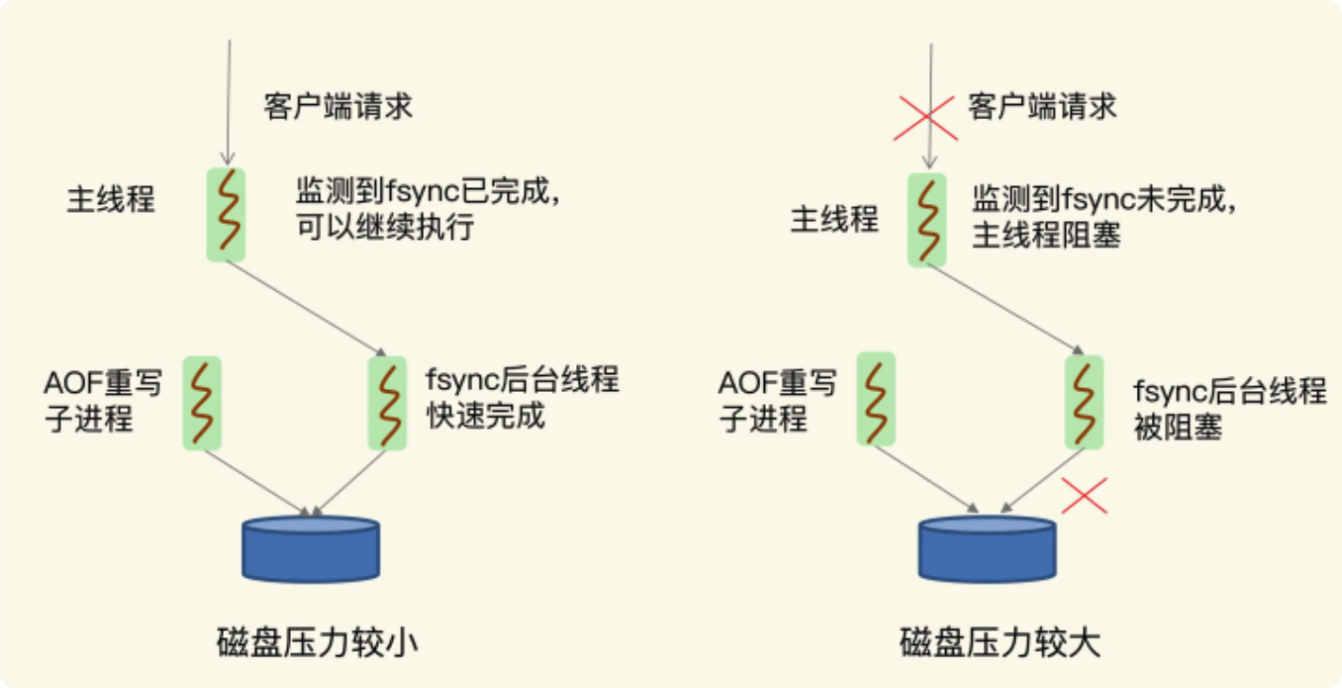 客户端请求
主线程
监测到fsync已完成，
可以继续执行
AOF重写
子进程
fsync后台线程
快速完成
磁盘压力较小
客户端请求
主线程
监测到fsync未完成，
主线程阻塞
AOF重写
子进程
fsync后台线程
被阻塞
磁盘压力较大